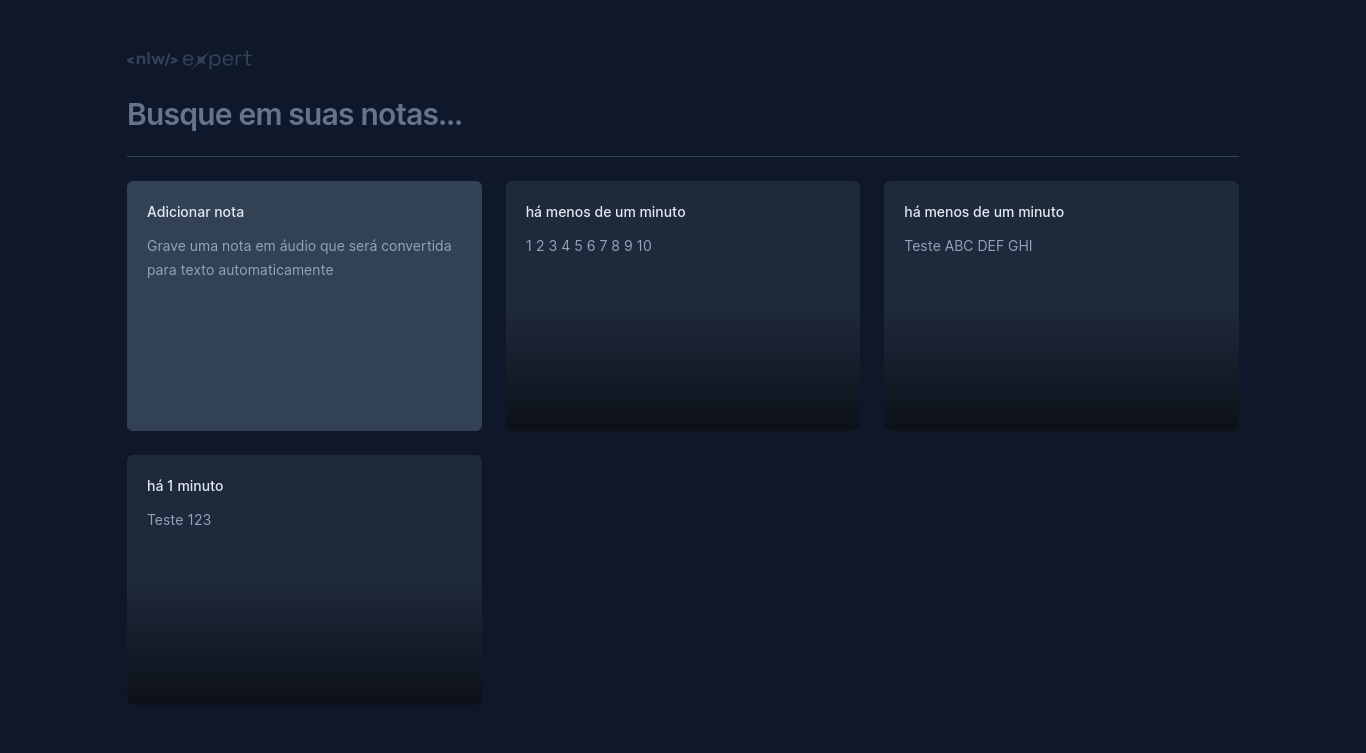 <nlw/> expert
Busque em suas notas...
Adicionar nota
Grave uma nota em áudio que será convertida
para texto automaticamente
há menos de um minuto
1 2 3 4 5 6 7 8 9 10
há menos de um minuto
Teste ABC DEF GHI
há 1 minuto
Teste 123